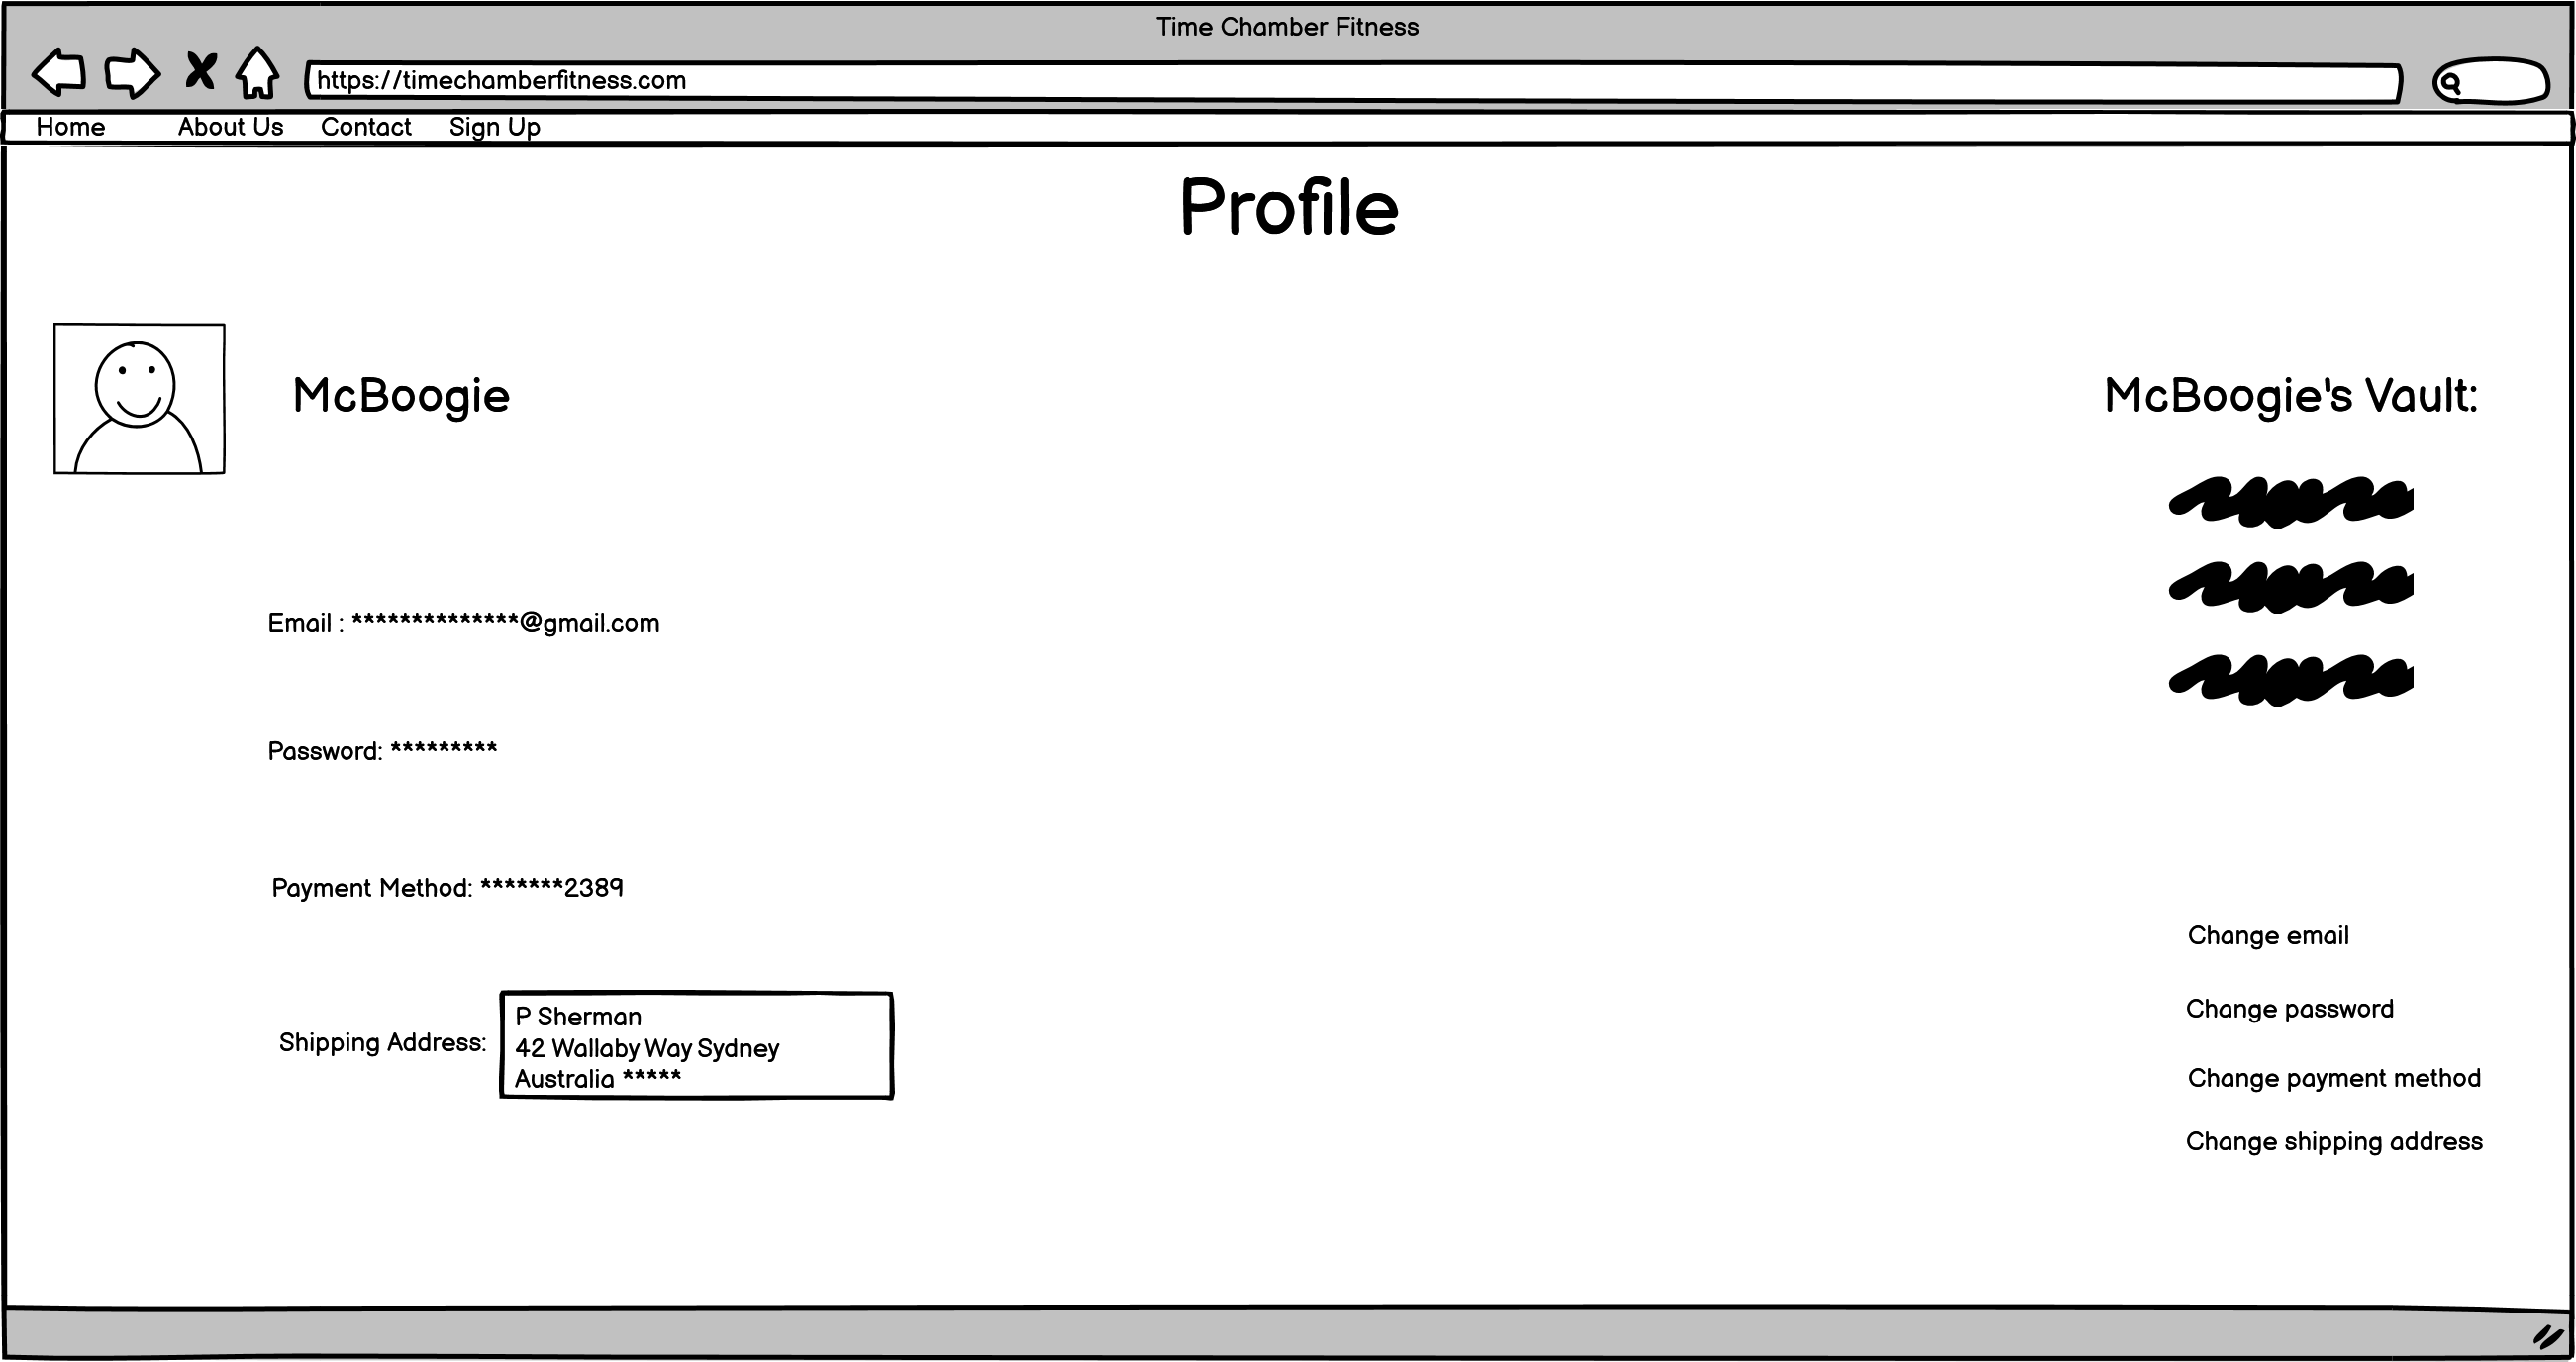 Time Chamber Fitness
https://timechamberfitness.com
Home About Us Contact Sign Up
Profile
McBoogie
McBoogie's Vault:
Email : **************@gmail.com
Password: *********
Payment Method: *******2389
Shipping Address:
P Sherman
42 Wallaby Way Sydney
Australia *****
Change email
Change password
Change payment method
Change shipping address